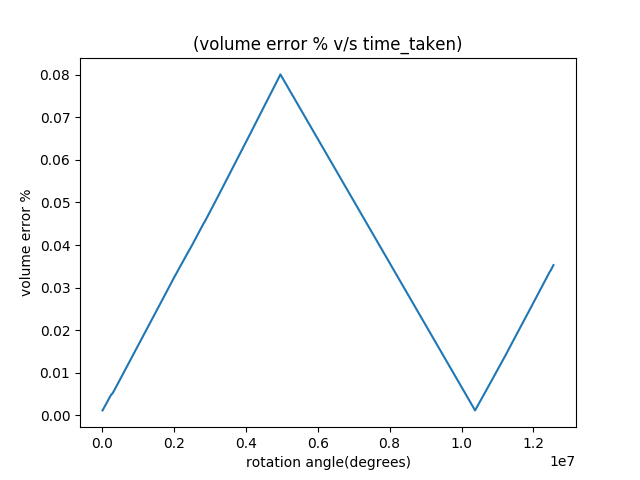 (volume error % v/s time_taken)
0.08
0.07
0.06
0.05
0.04
0.03
0.02
0.01
0.00
volume error %
0.0 0.2 0.4 0.6 0.8 1.0 1.2
1e7
rotation angle(degrees)